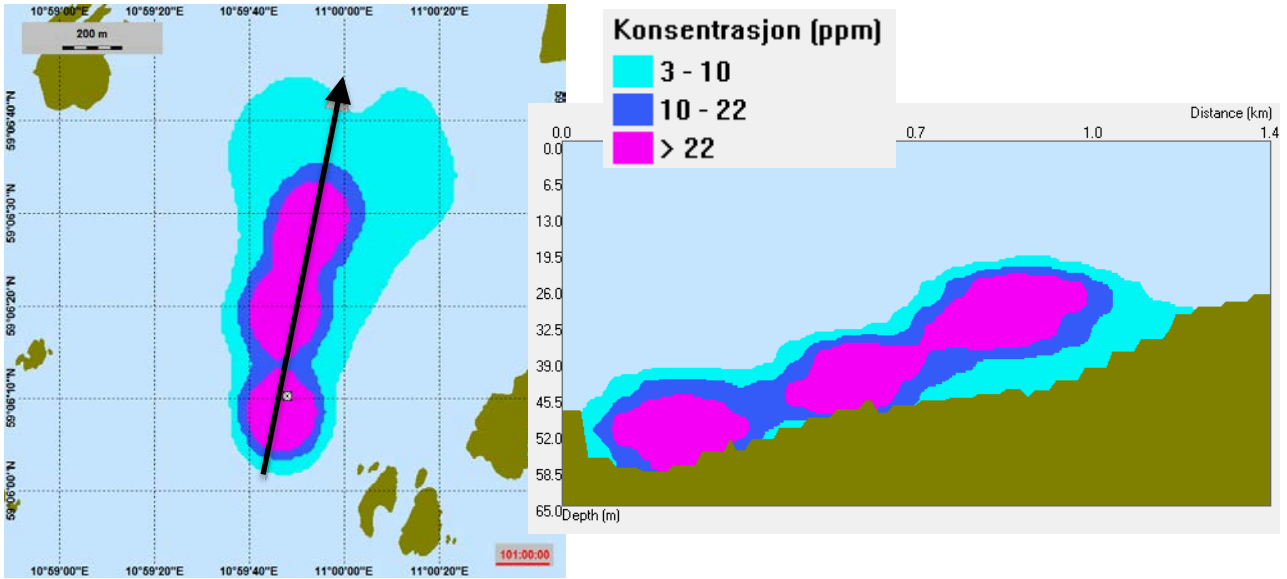 10°59'00"E 10°59'20"E 10°59'40"E 11°00'00"E 11°00'20"E
200 m
59°06'40"N
59°06'30"N
59°06'20"N
59°06'10"N
59°06'00"N
10°59'00"E 10°59'20"E 10°59'40"E 11°00'00"E 11°00'20"E
101:00:00
Konsentrasjon (ppm)
3 - 10
10 - 22
> 22
Distance (km)
0.0 0.7 1.0 1.4
0.0
6.5
13.0
19.5
26.0
32.5
39.0
45.5
52.0
58.5
65.0
Depth (m)